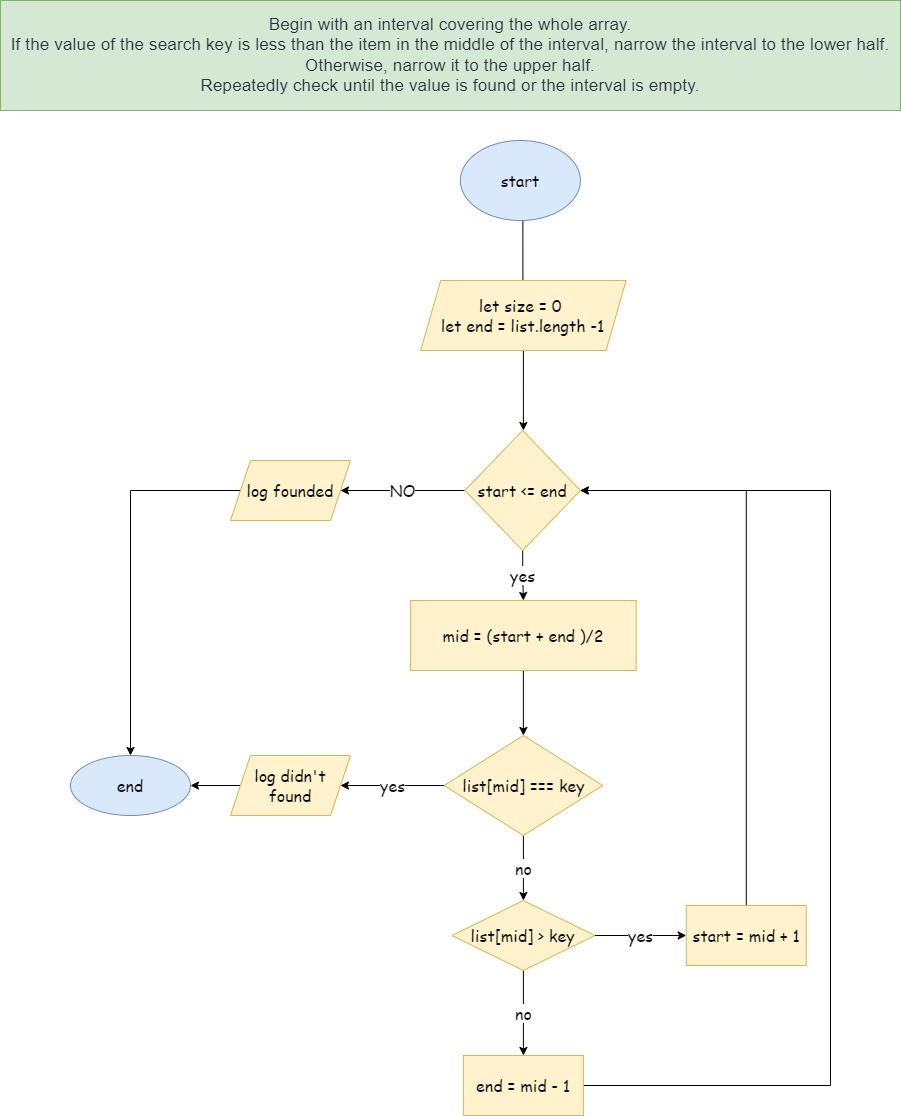 Begin with an interval covering the whole array.
If the value of the search key is less than the item in the middle of the interval, narrow the interval to the lower half.
Otherwise, narrow it to the upper half.
Repeatedly check until the value is found or the interval is empty.
start
let size = 0
let end = list.length -1
log founded
NO
start <= end
yes
mid = (start + end )/2
end
log didn't
found
yes
list[mid] === key
no
list[mid] > key
yes
start = mid + 1
no
end = mid - 1